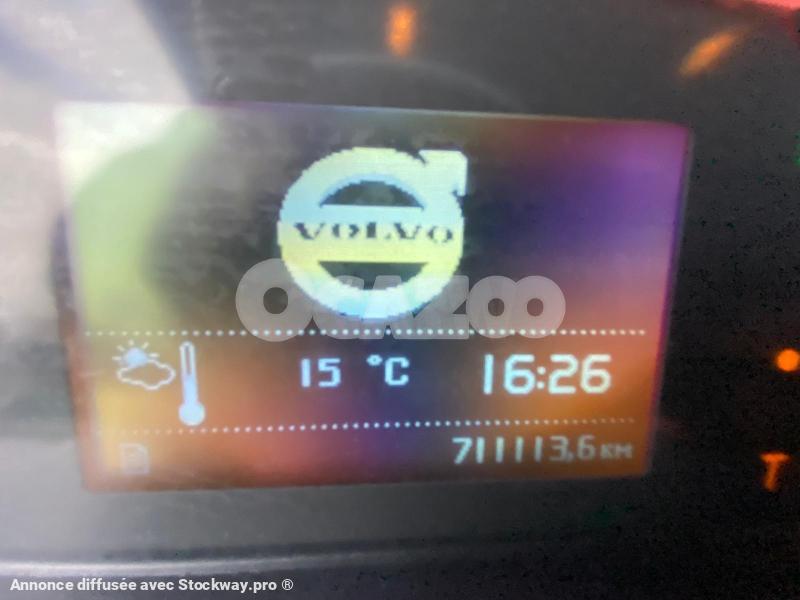 VOLVO
OCAZOO
15 °C 16:26
711113,6 KM
T
Annonce diffusée avec Stockway.pro ®